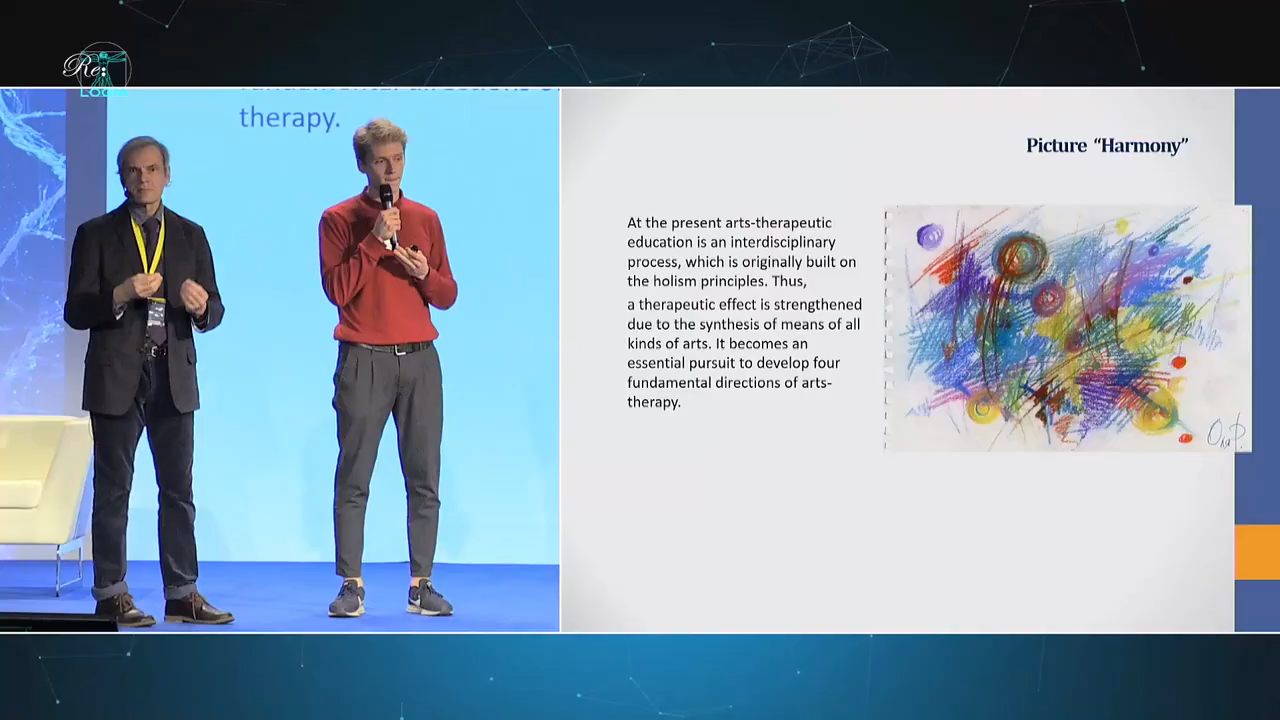 Re:
therapy.
Picture “Harmony”
At the present arts-therapeutic
education is an interdisciplinary
process, which is originally built on
the holism principles. Thus,
a therapeutic effect is strengthened
due to the synthesis of means of all
kinds of arts. It becomes an
essential pursuit to develop four
fundamental directions of arts-
therapy.